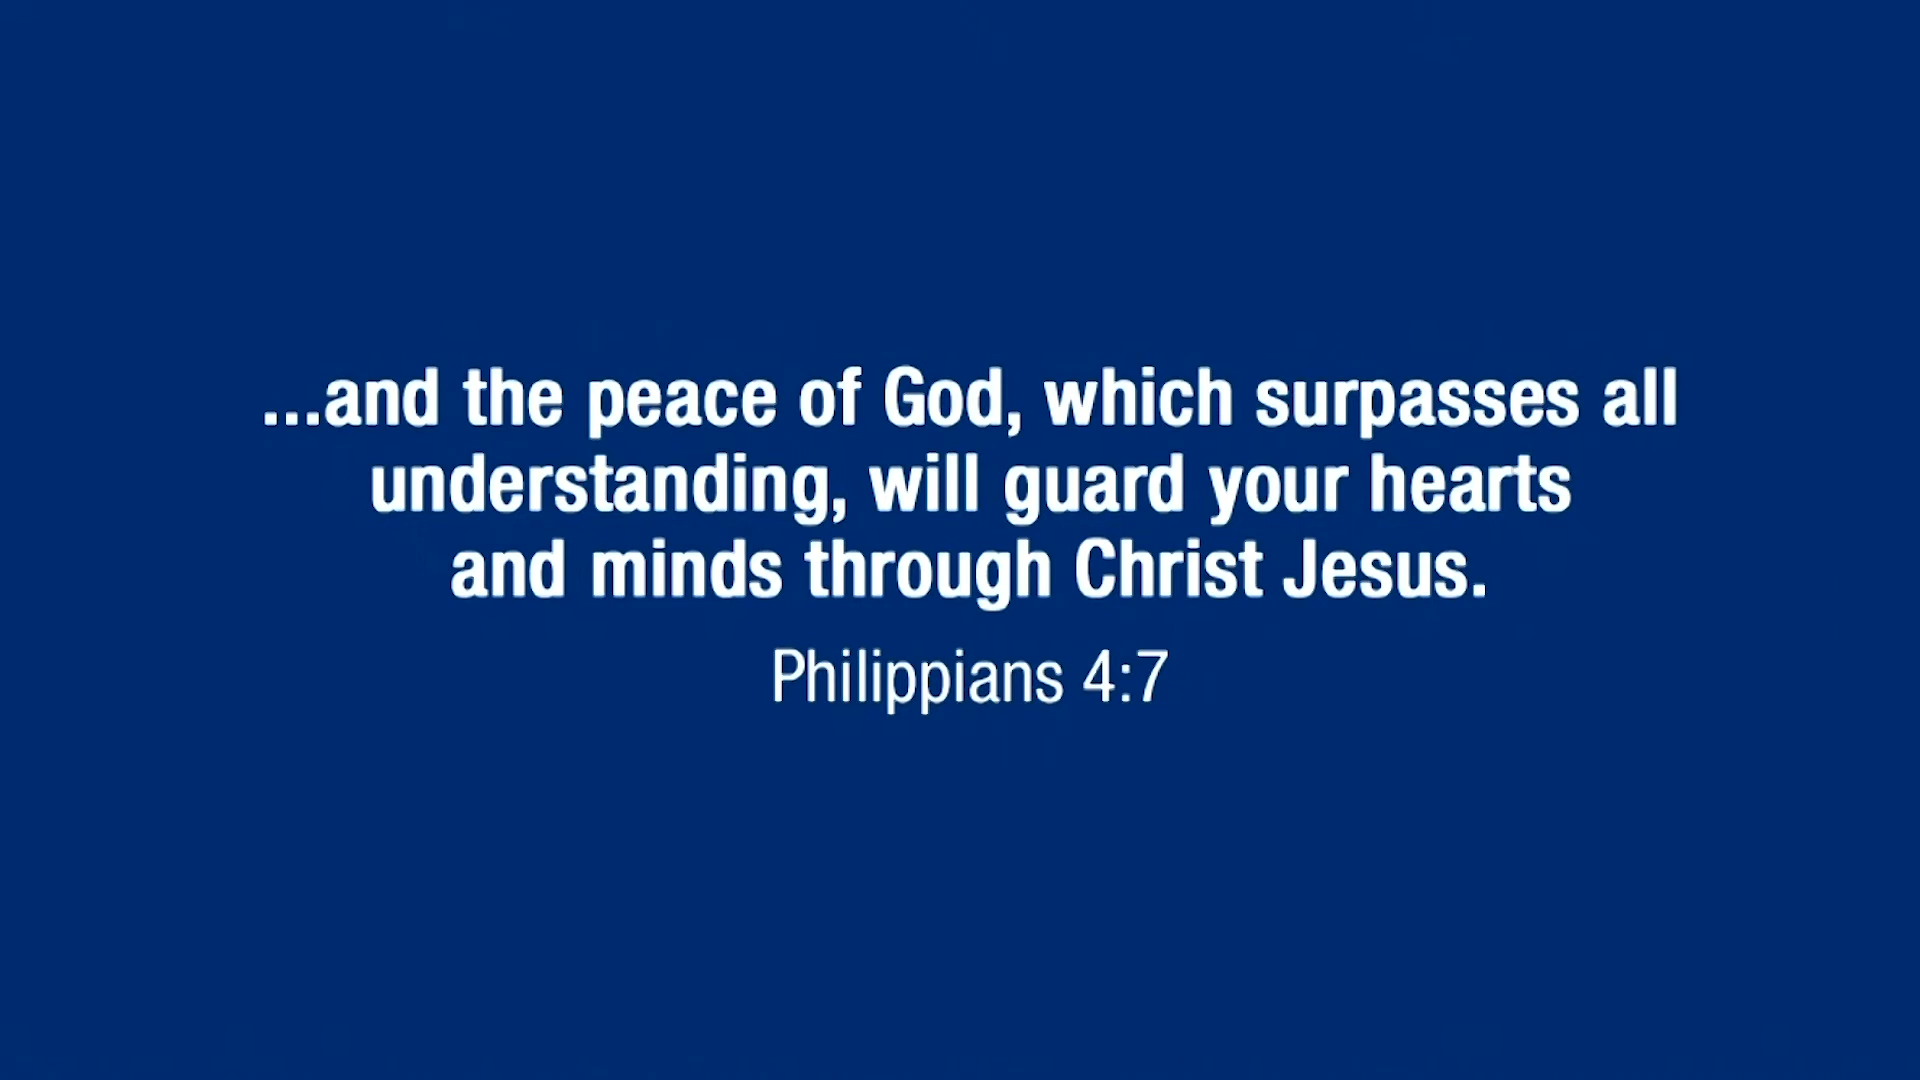 ...and the peace of God, which surpasses all
understanding, will guard your hearts
and minds through Christ Jesus.
Philippians 4:7